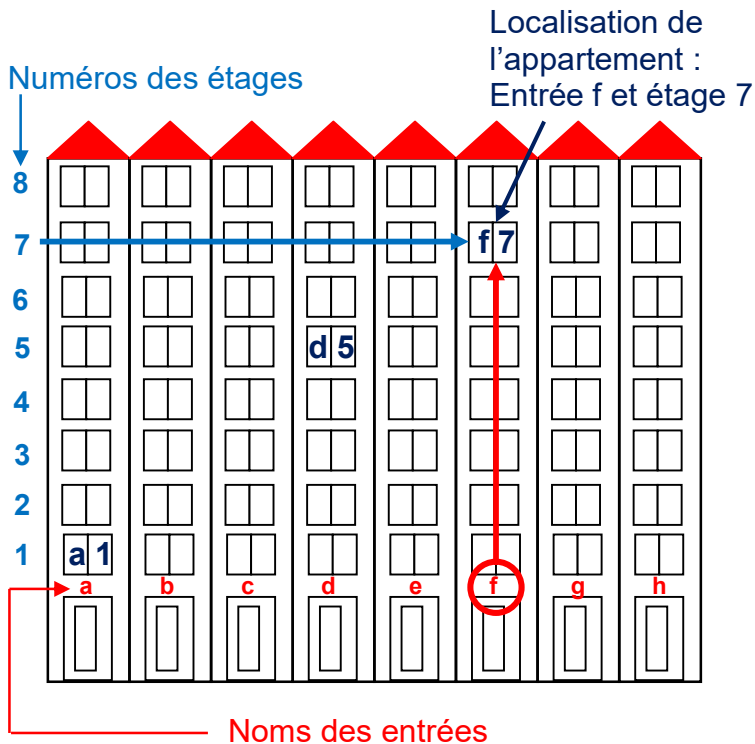 Localisation de
l’appartement :
Entrée f et étage 7
Numéros des étages
8
7 f 7
6
5 d 5
4
3
2
1 a 1
a b c d e f g h
Noms des entrées